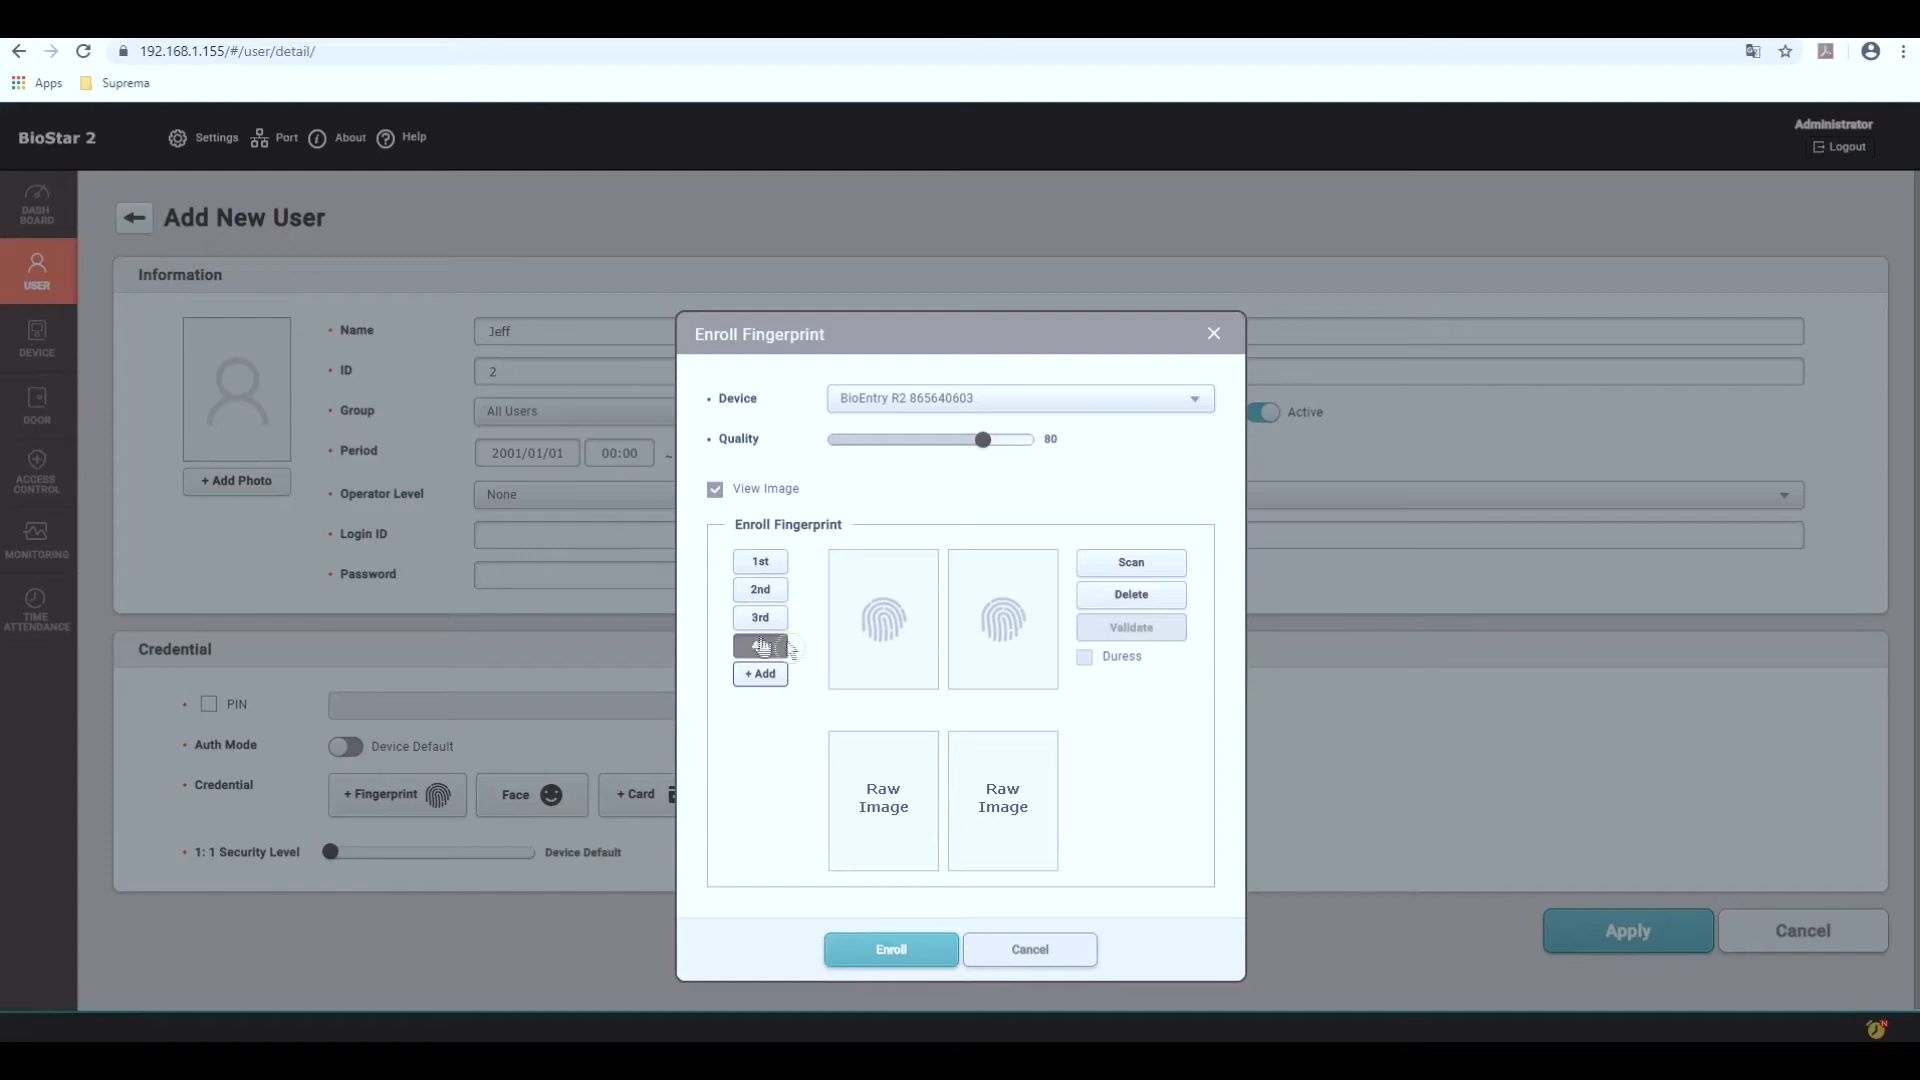 192.168.1.155/#/user/detail/
Apps Suprema
BioStar 2 Settings Port About Help
Administrator
Logout
DASH
BOARD
USER
DEVICE
DOOR
ACCESS
CONTROL
MONITORING
TIME
ATTENDANCE
Add New User
Information
+ Add Photo
Name Jeff
ID 2
Group All Users
Period 2001/01/01 00:00 ~
Active
Operator Level None
Login ID
Password
Credential
PIN
Auth Mode Device Default
Credential + Fingerprint Face + Card
1: 1 Security Level Device Default
Apply Cancel
Enroll Fingerprint
Device BioEntry R2 865640603
Quality 80
View Image
Enroll Fingerprint
1st
2nd
3rd
+ Add
Scan
Delete
Validate
Duress
Raw
Image
Raw
Image
Enroll Cancel